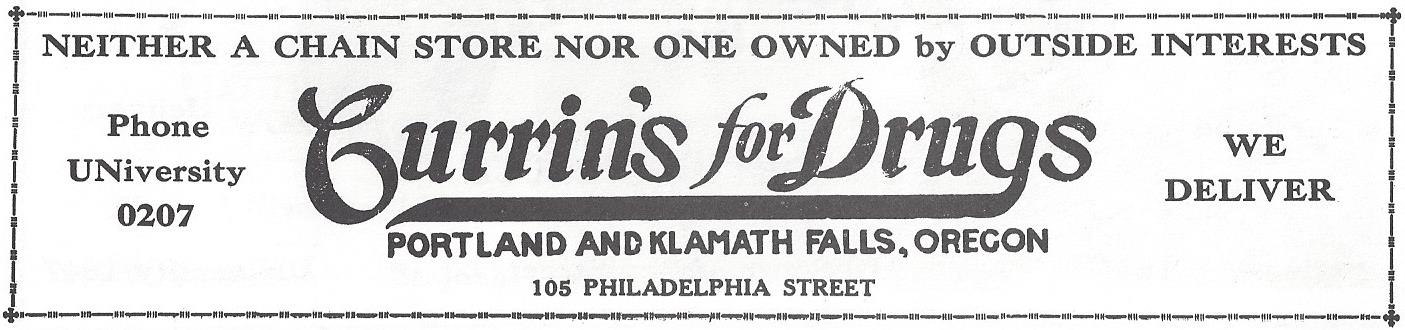 NEITHER A CHAIN STORE NOR ONE OWNED by OUTSIDE INTERESTS
Phone
UNiversity
0207
Currin's for Drugs
PORTLAND AND KLAMATH FALLS, OREGON
105 PHILADELPHIA STREET
WE
DELIVER